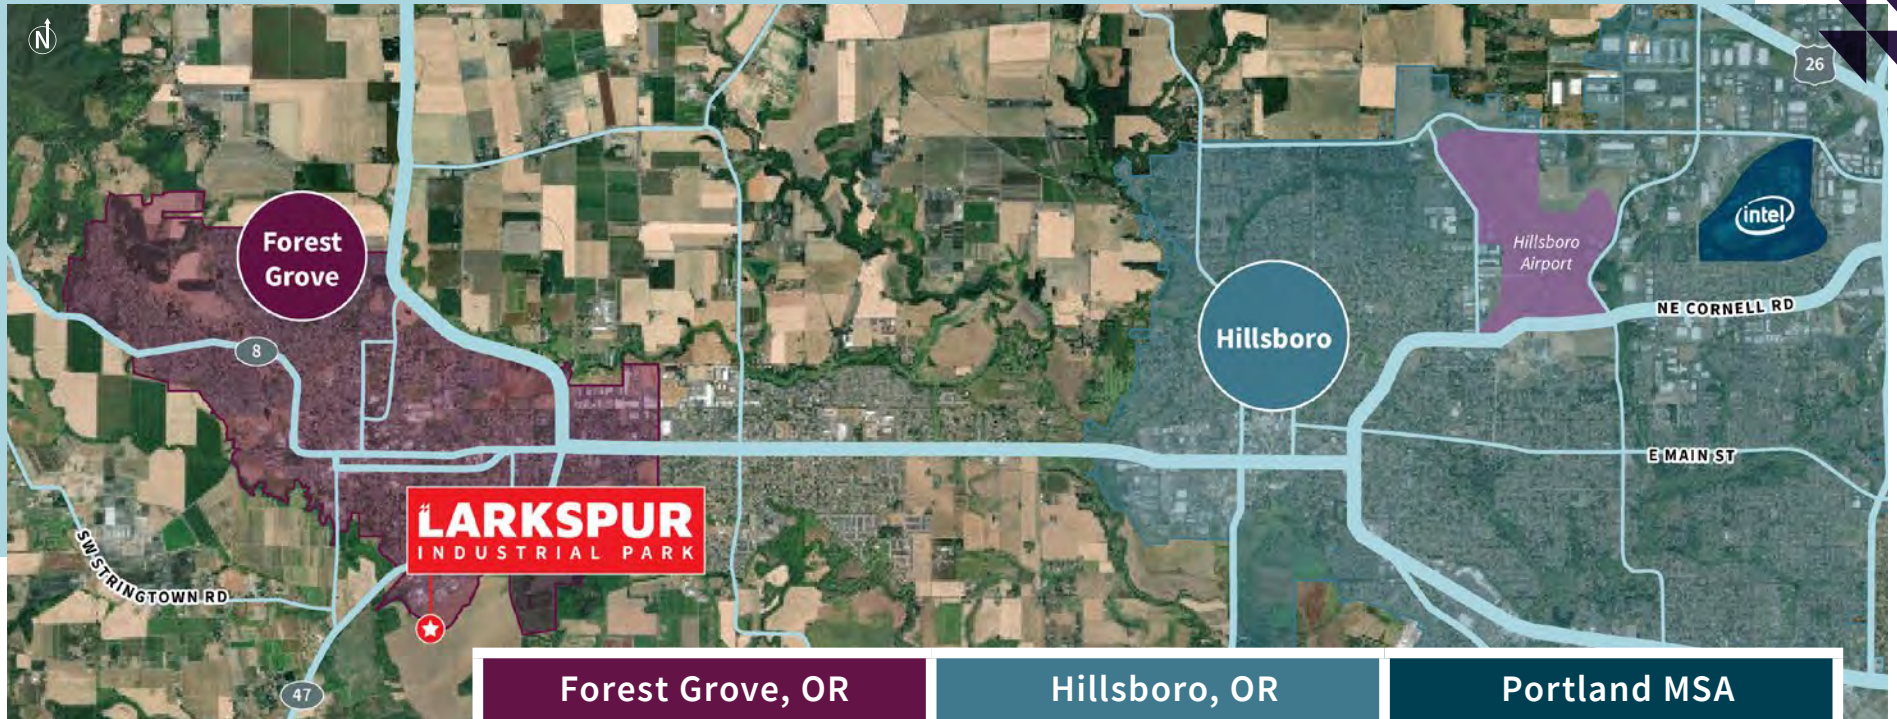 N
26
Forest
Grove
intel
Hillsboro
Airport
NE CORNELL RD
8
Hillsboro
E MAIN ST
LARKSPUR
INDUSTRIAL PARK
SW STRINGTOWN RD
47
Forest Grove, OR
Hillsboro, OR
Portland MSA